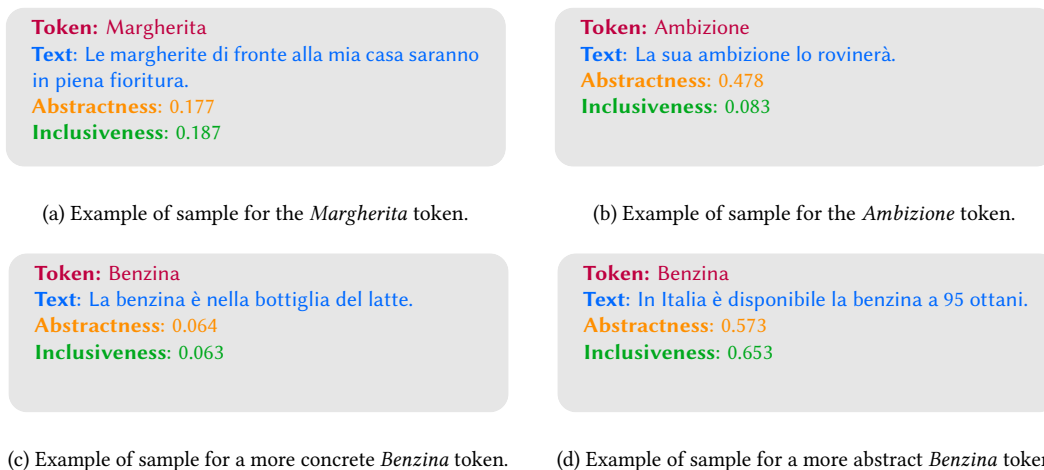 Token: Margherita
Text: Le margherite di fronte alla mia casa saranno
in piena fioritura.
Abstractness: 0.177
Inclusiveness: 0.187
(a) Example of sample for the Margherita token.
Token: Ambizione
Text: La sua ambizione lo rovinerà.
Abstractness: 0.478
Inclusiveness: 0.083
(b) Example of sample for the Ambizione token.
Token: Benzina
Text: La benzina è nella bottiglia del latte.
Abstractness: 0.064
Inclusiveness: 0.063
(c) Example of sample for a more concrete Benzina token.
Token: Benzina
Text: In Italia è disponibile la benzina a 95 ottani.
Abstractness: 0.573
Inclusiveness: 0.653
(d) Example of sample for a more abstract Benzina token